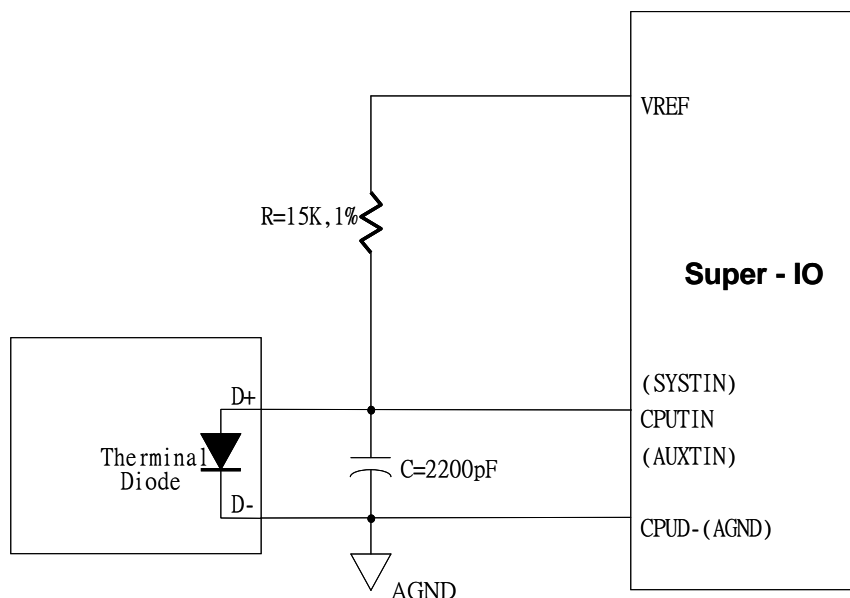 VREF
R=15K,1%
Super - IO
(SYSTIN)
D+
CPUTIN
Therminal
Diode
(AUXTIN)
C=2200pF
D-
CPUD-(AGND)
AGND